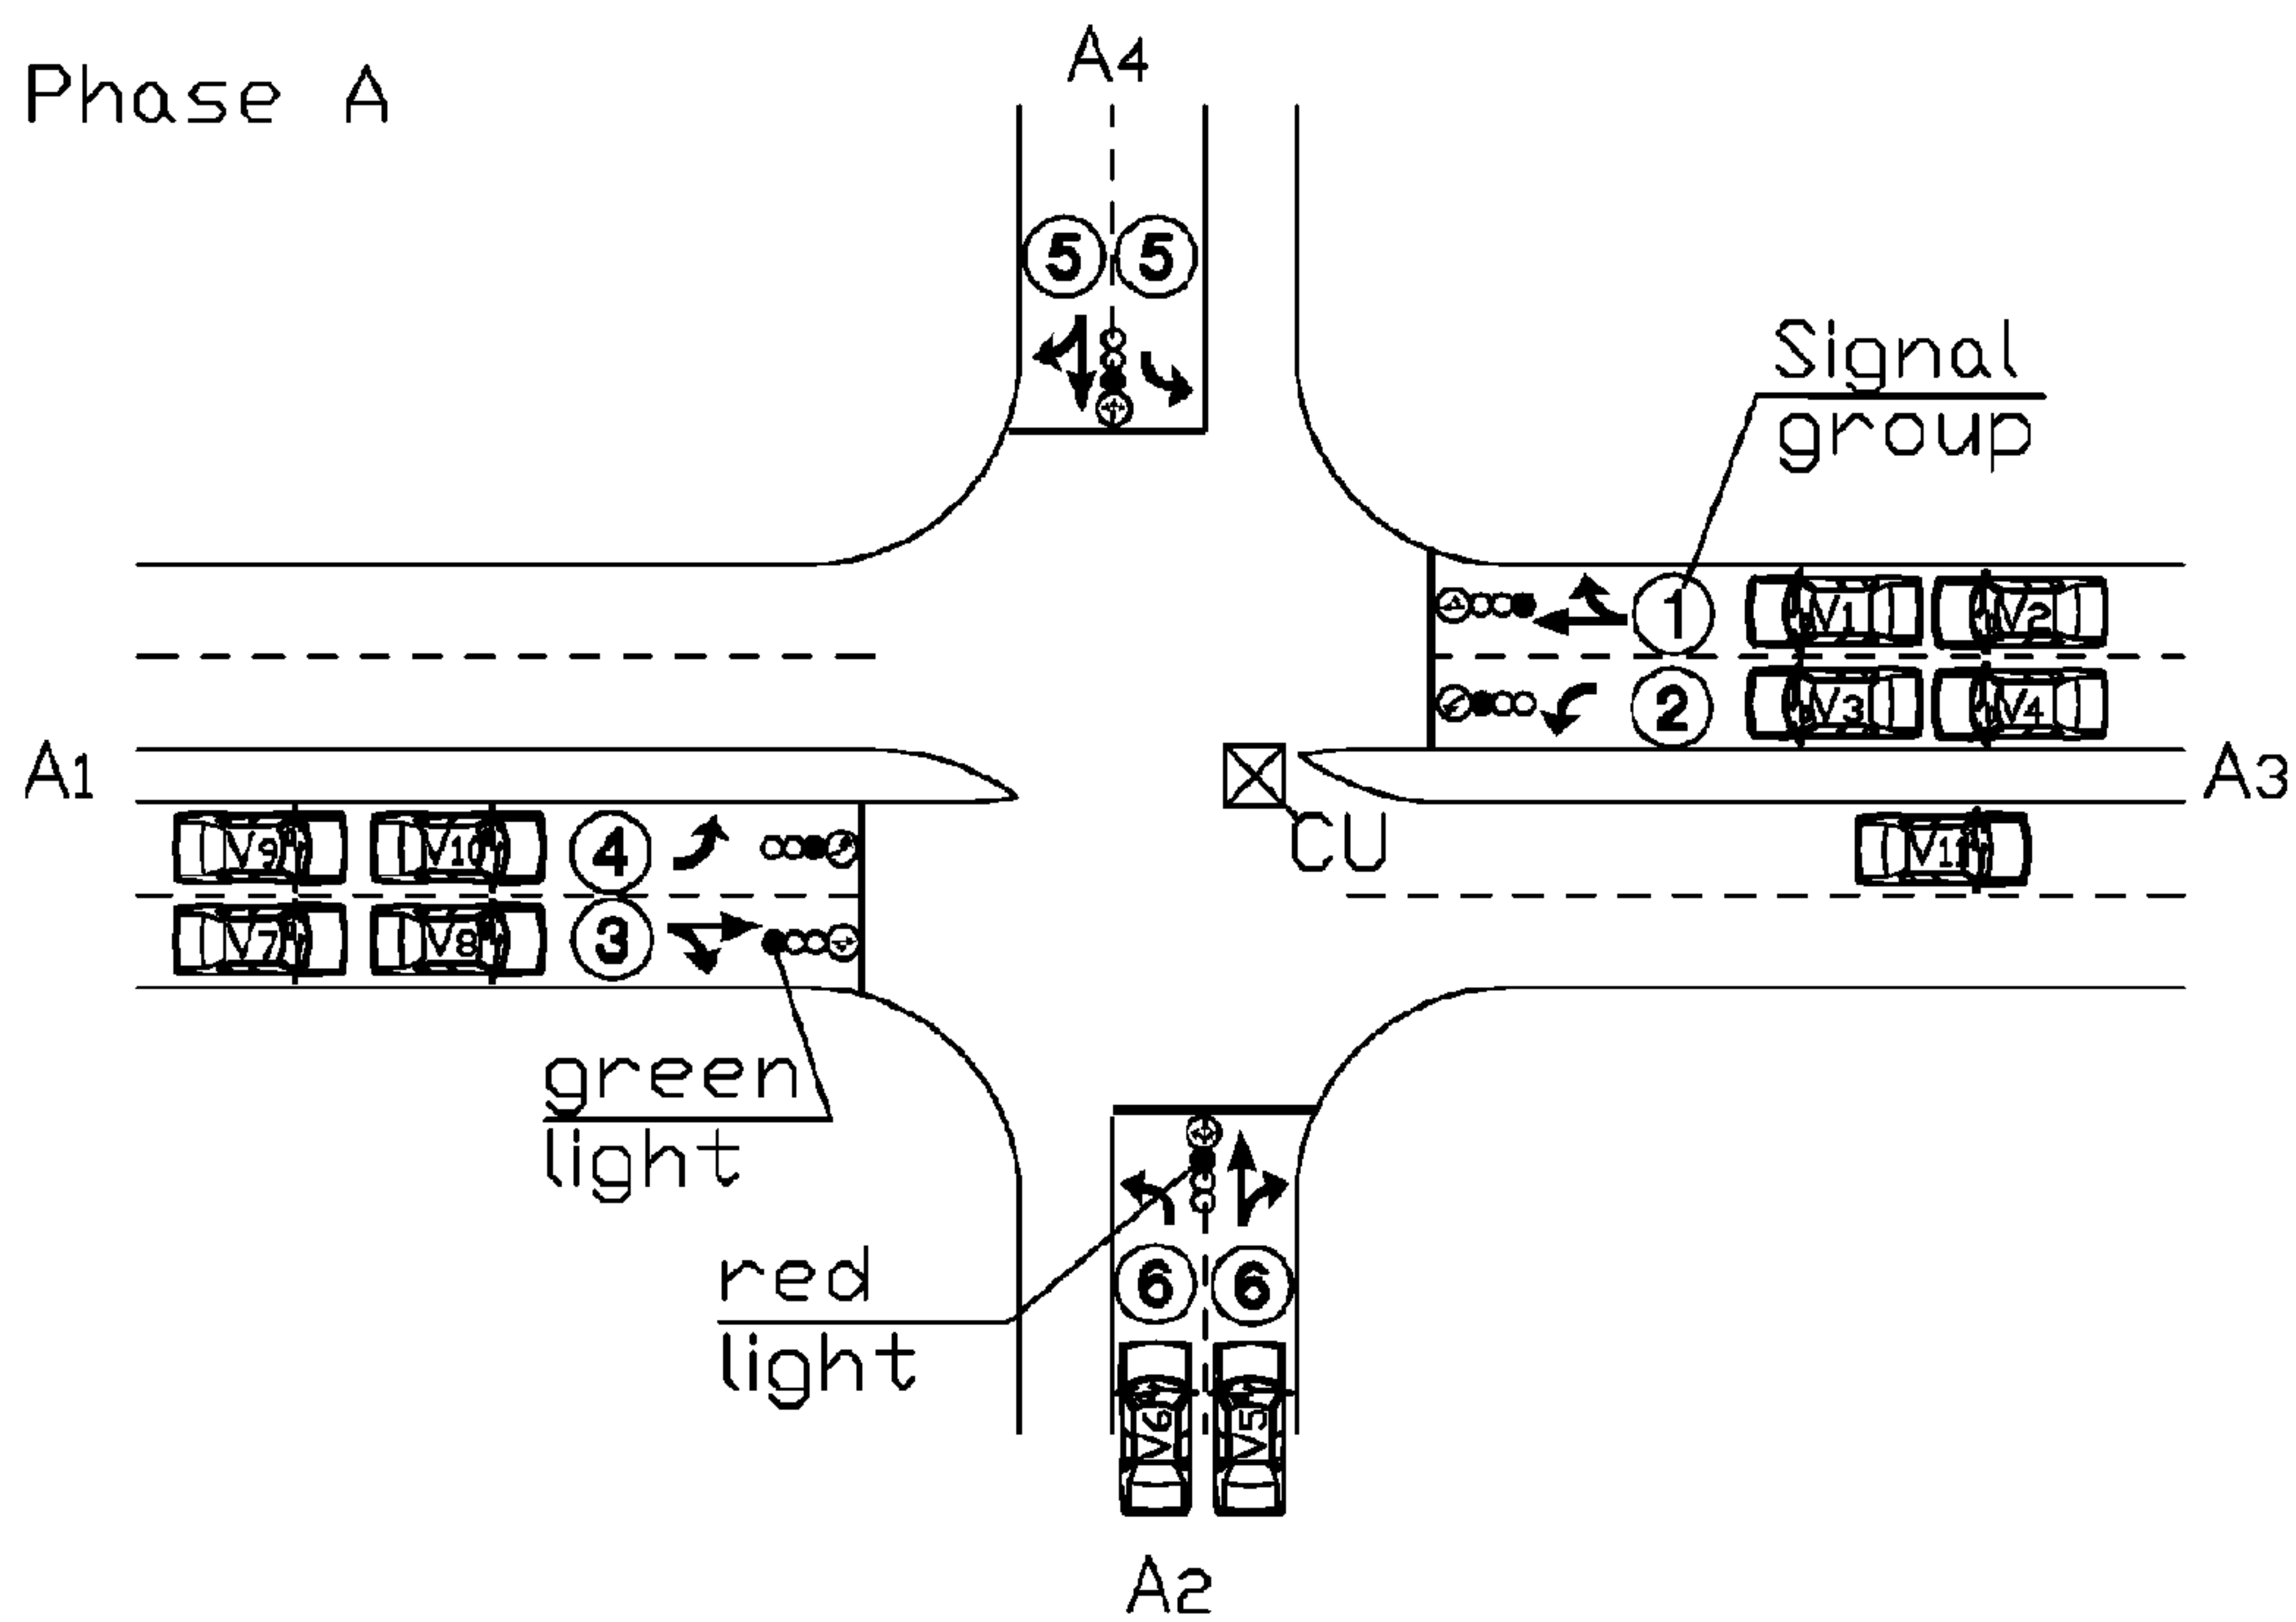 A4
Phase A
5 5
Signal
group
1 V1 V2
2 V3 V4
A1
A3
CU
V9 V10 4
V11
V7 V8 3
green
light
red
light
6 6
V6 V5
A2